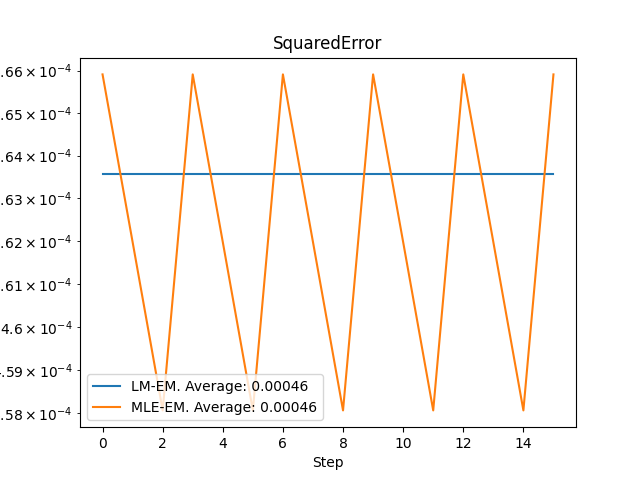 SquaredError
.66 × 10⁻⁴
.65 × 10⁻⁴
.64 × 10⁻⁴
.63 × 10⁻⁴
.62 × 10⁻⁴
.61 × 10⁻⁴
4.6 × 10⁻⁴
.59 × 10⁻⁴
.58 × 10⁻⁴
LM-EM. Average: 0.00046
MLE-EM. Average: 0.00046
0 2 4 6 8 10 12 14
Step